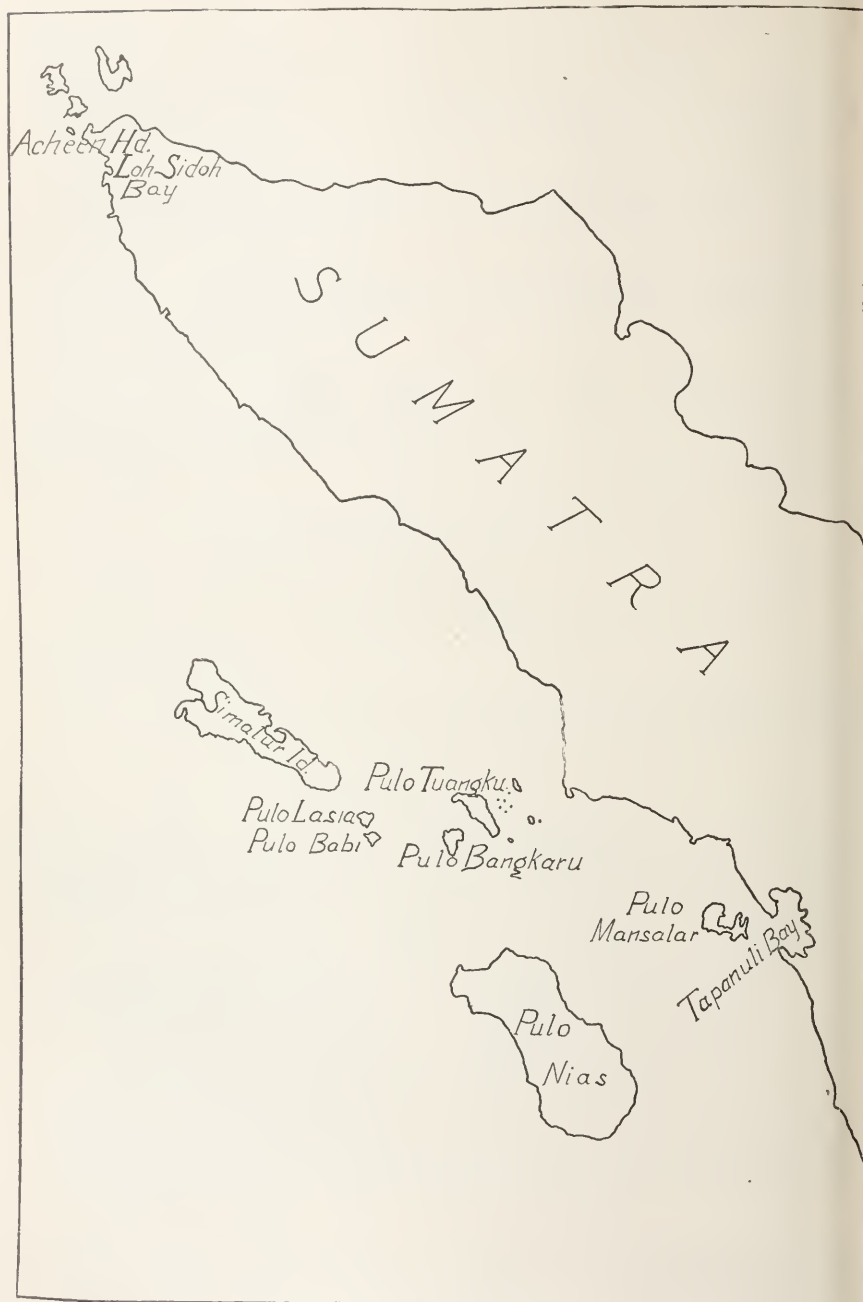 Acheen Hd.
Loh-Sidoh
Bay
SUMATRA
Simalur Id.
Pulo Tuangku
Pulo Lasia
Pulo Babi
Pulo Bangkaru
Pulo
Mansalar
Tapanuli Bay
Pulo
Nias